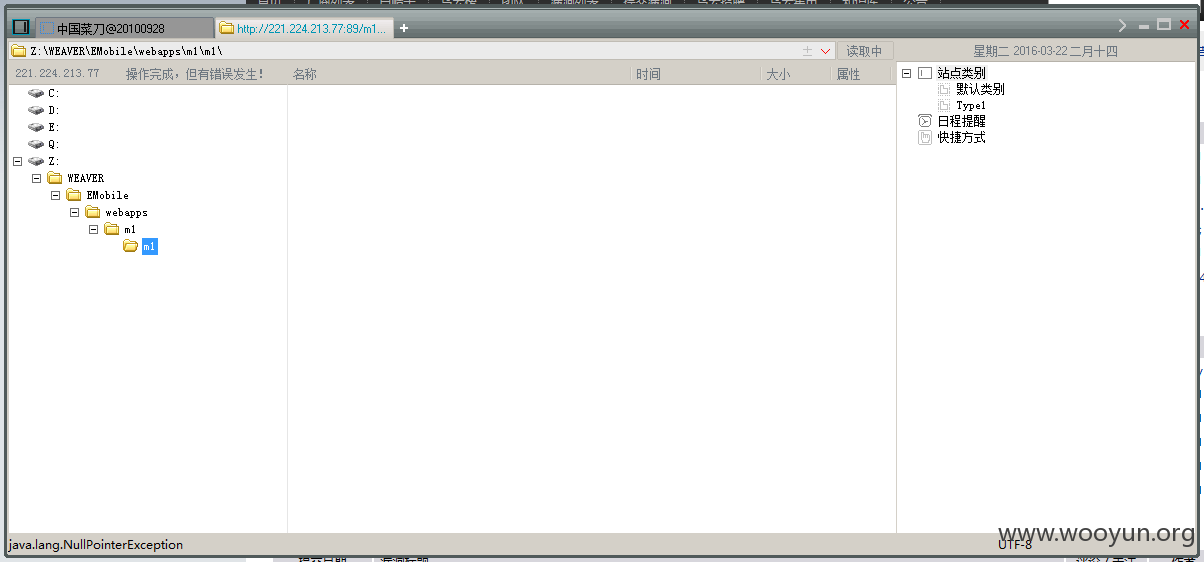 中国菜刀@20100928
http://221.224.213.77:89/m1...
Z:\WEAVER\EMobile\webapps\m1\m1\
读取中
星期二 2016-03-22 二月十四
221.224.213.77 操作完成，但有错误发生！
名称
时间
大小
属性
C:
D:
E:
Q:
Z:
WEAVER
EMobile
webapps
m1
m1
站点类别
默认类别
Type1
日程提醒
快捷方式
www.wooyun.org
java.lang.NullPointerException
UTF-8